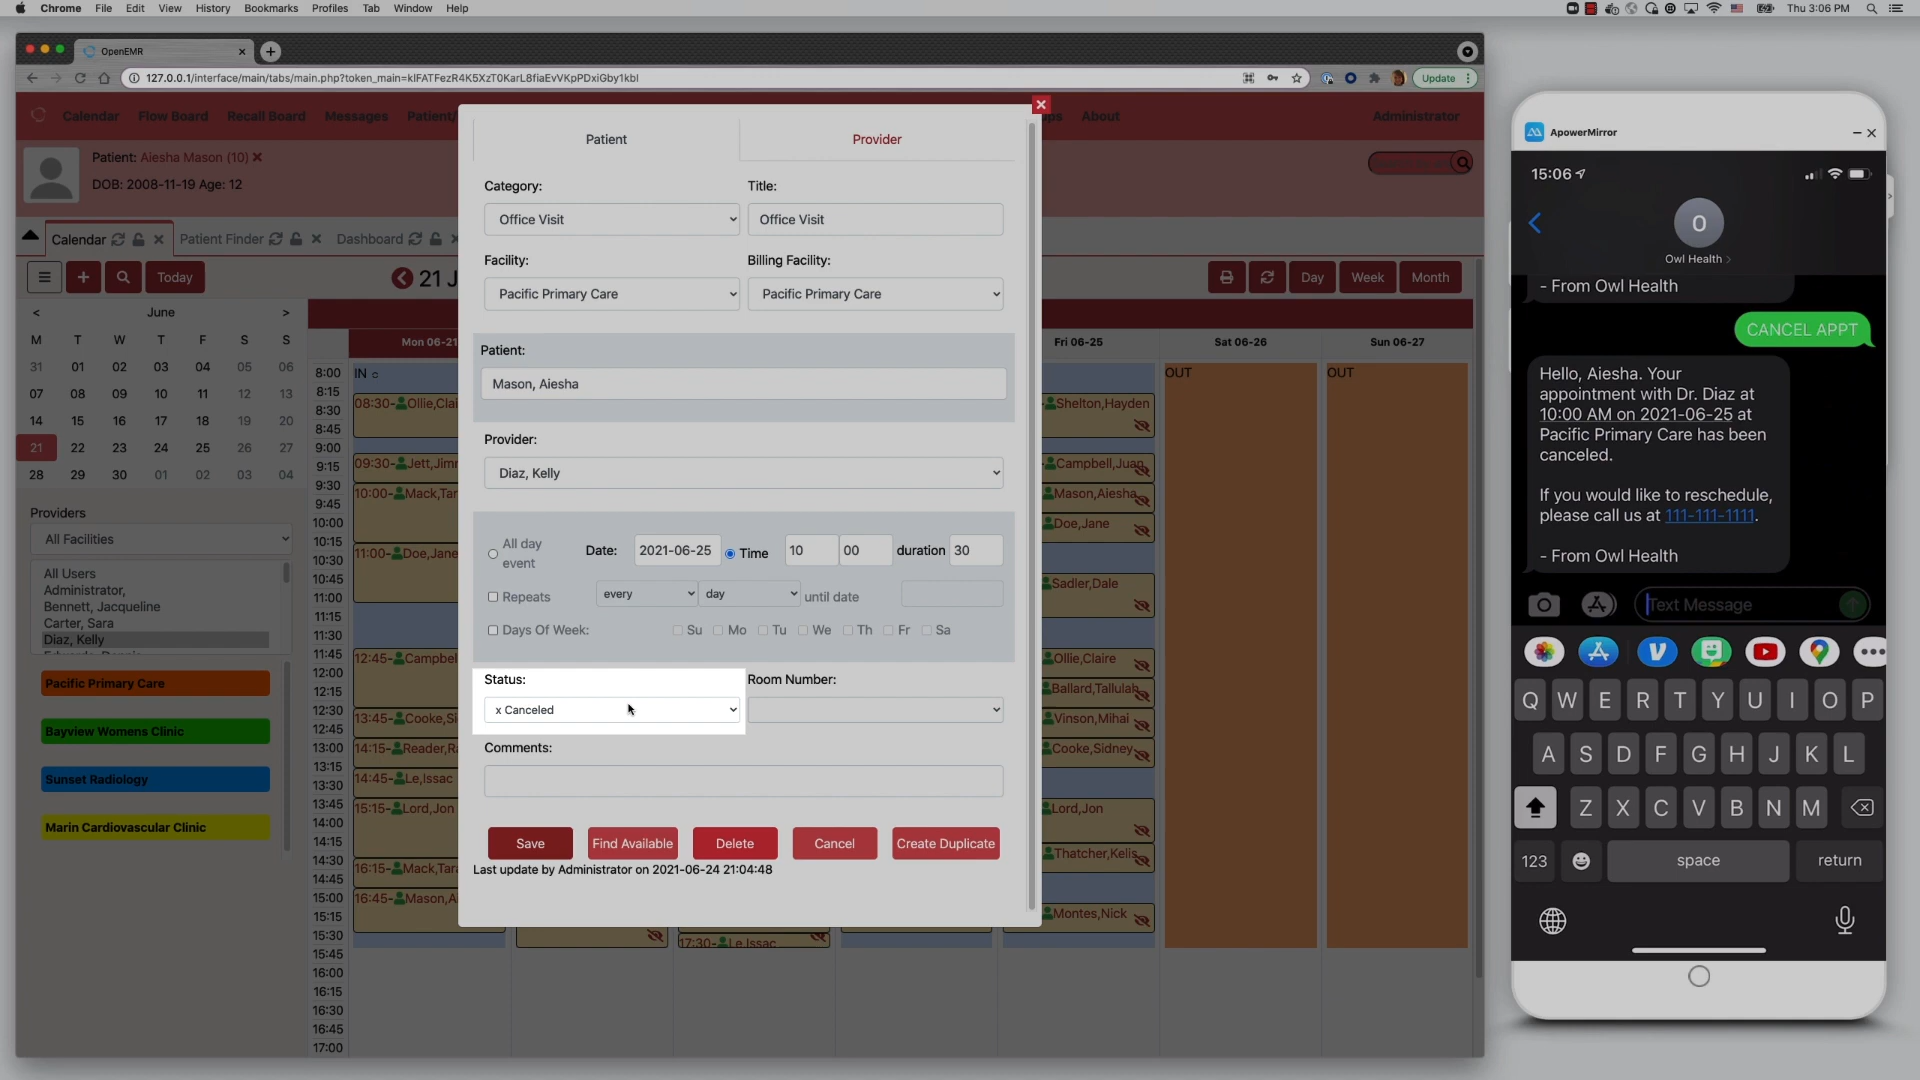 Chrome File Edit View History Bookmarks Profiles Tab Window Help
Thu 3:06 PM
OpenEMR
127.0.0.1/interface/main/tabs/main.php?token_main=klFATFezR4K5XzT0KarL8fiaEvVKpPDxiGby1kbl
Update
Calendar Flow Board Recall Board Messages
About Administrator
Patient: Aiesha Mason (10)
DOB: 2008-11-19 Age: 12
Calendar Patient Finder Dashboard
Today
21 J
Day Week Month
< June >
M T W T F S S
31 01 02 03 04 05 06
07 08 09 10 11 12 13
14 15 16 17 18 19 20
21 22 23 24 25 26 27
28 29 30 01 02 03 04
Providers
All Facilities
All Users
Administrator,
Bennett, Jacqueline
Carter, Sara
Diaz, Kelly
Pacific Primary Care
Bayview Womens Clinic
Sunset Radiology
Marin Cardiovascular Clinic
Mon 06-21
Fri 06-25
Sat 06-26
Sun 06-27
8:00
8:15
8:30
8:45
9:00
9:15
9:30
9:45
10:00
10:15
10:30
10:45
11:00
11:15
11:30
11:45
12:00
12:15
12:30
12:45
13:00
13:15
13:30
13:45
14:00
14:15
14:30
14:45
15:00
15:15
15:30
15:45
16:00
16:15
16:30
16:45
17:00
IN
08:30-Ollie,Clai
09:30-Jett,Jimr
10:00-Mack,Tar
11:00-Doe,Jane
12:45-Campbel
13:45-Cooke,Si
14:15-Reader,Ra
14:45-Le,Issac
15:15-Lord,Jon
16:15-Mack,Tara
16:45-Mason,Ai
17:30-Le,Issac
Shelton,Hayden
Campbell,Juan
Mason,Aiesha
Doe,Jane
Sadler,Dale
Ollie,Claire
Ballard,Tallulah
Vinson,Mihai
Cooke,Sidney
Lord,Jon
Thatcher,Kelis
Montes,Nick
OUT
OUT
Patient
Provider
Category: Title:
Office Visit Office Visit
Facility: Billing Facility:
Pacific Primary Care Pacific Primary Care
Patient:
Mason, Aiesha
Provider:
Diaz, Kelly
All day event
Date: 2021-06-25 Time 10 00 duration 30
Repeats every day until date
Days Of Week: Su Mo Tu We Th Fr Sa
Status: Room Number:
x Canceled
Comments:
Save Find Available Delete Cancel Create Duplicate
Last update by Administrator on 2021-06-24 21:04:48
ApowerMirror
15:06
O
Owl Health >
- From Owl Health
CANCEL APPT
Hello, Aiesha. Your
appointment with Dr. Diaz at
10:00 AM on 2021-06-25 at
Pacific Primary Care has been
canceled.
If you would like to reschedule,
please call us at 111-111-1111.
- From Owl Health
Text Message
Q W E R T Y U I O P
A S D F G H J K L
Z X C V B N M
123 space return